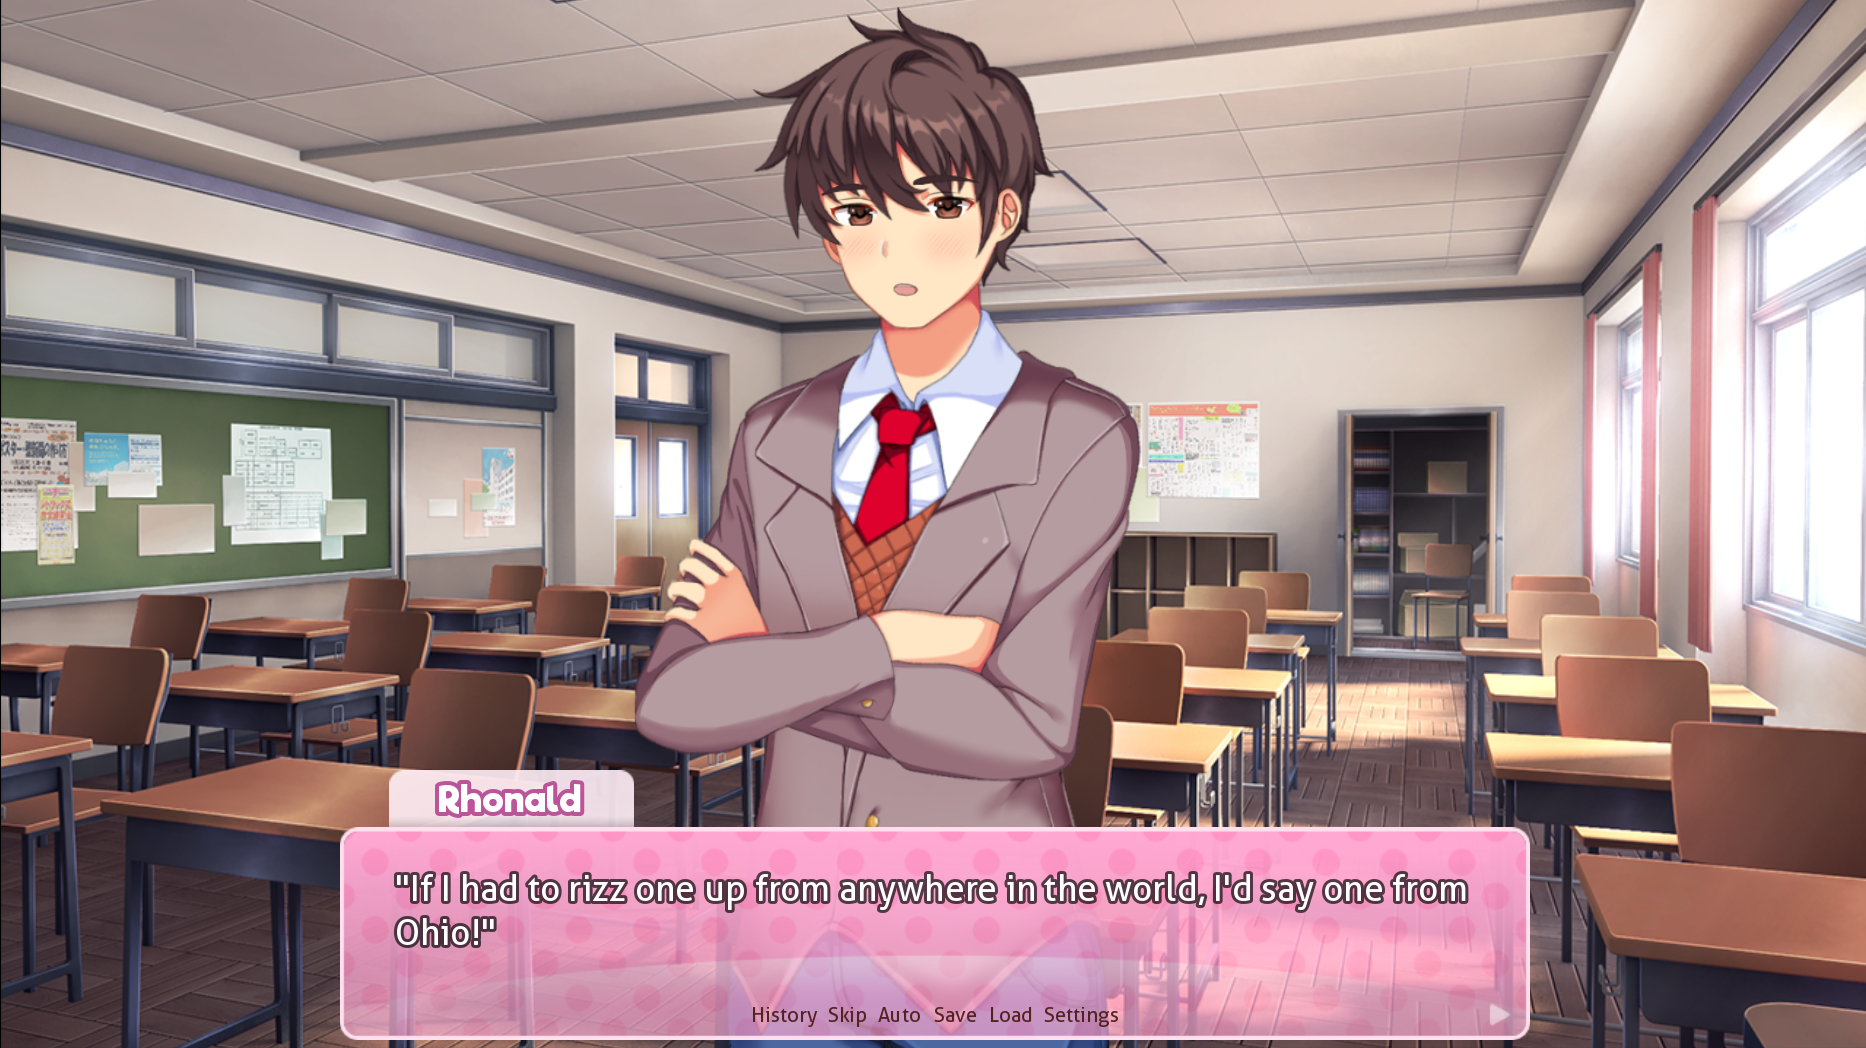 Rhonald
"If I had to rizz one up from anywhere in the world, I'd say one from
Ohio!"
History Skip Auto Save Load Settings